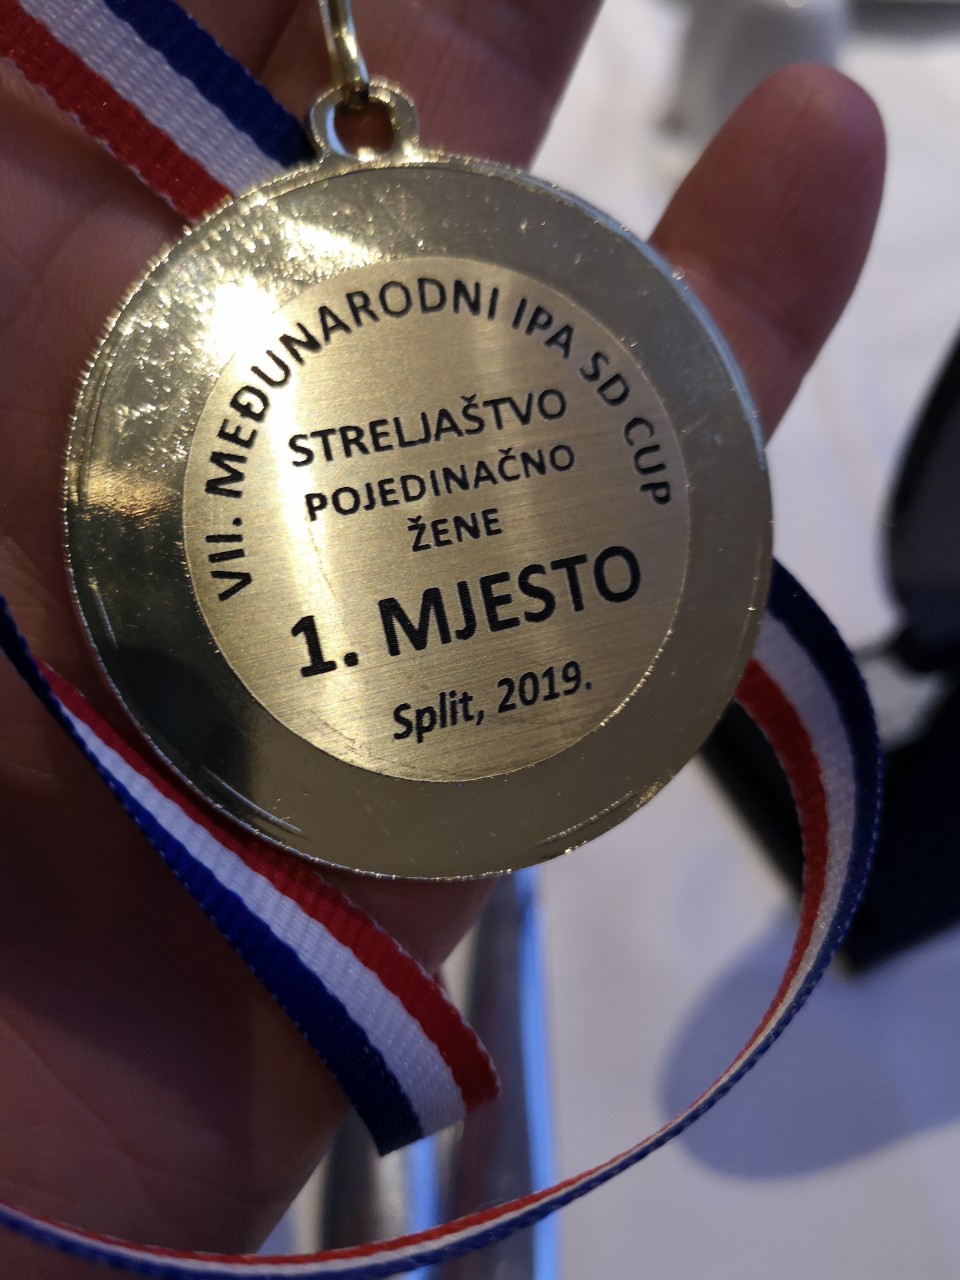 VII. MEĐUNARODNI IPA SD CUP
STRELJAŠTVO
POJEDINAČNO
ŽENE
1. MJESTO
Split, 2019.